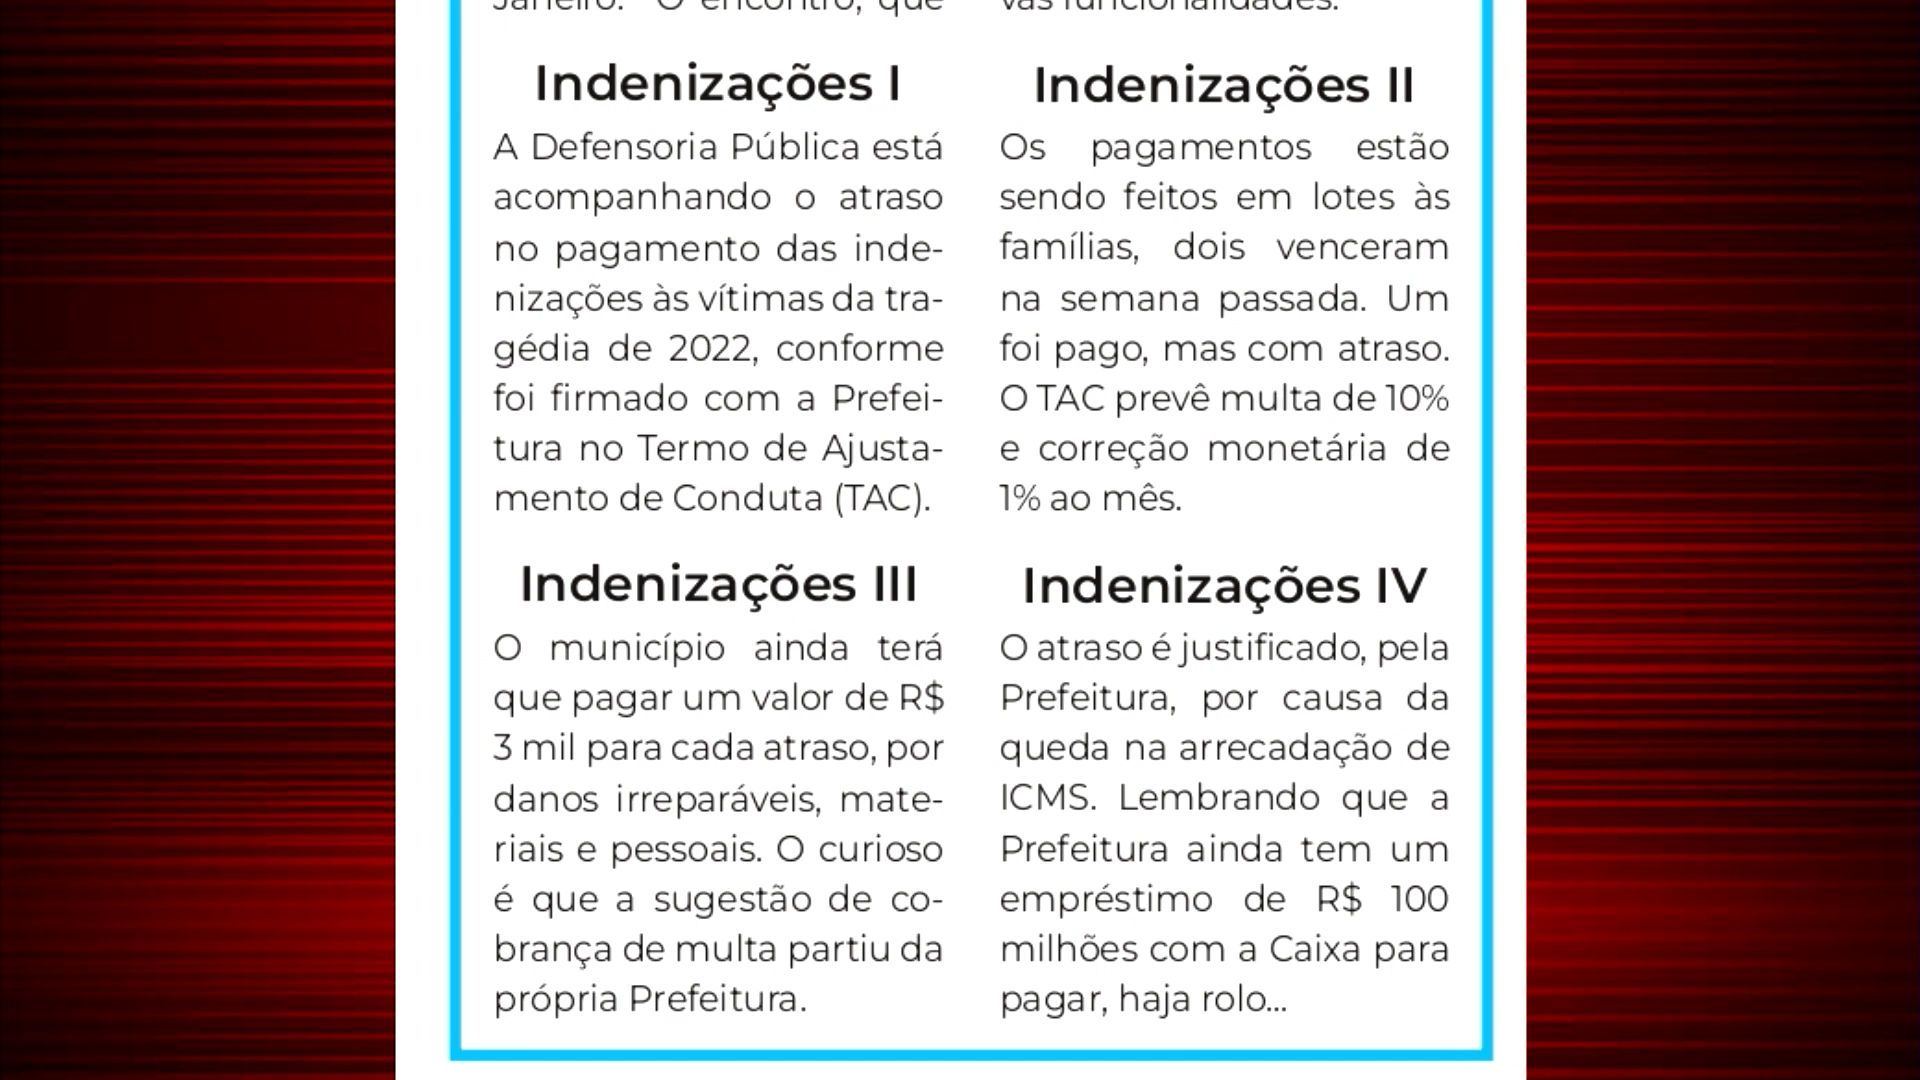 Janeiro. O encontro, que
vas funcionalidades.
Indenizações I
A Defensoria Pública está
acompanhando o atraso
no pagamento das inde-
nizações às vítimas da tra-
gédia de 2022, conforme
foi firmado com a Prefei-
tura no Termo de Ajusta-
mento de Conduta (TAC).
Indenizações II
Os pagamentos estão
sendo feitos em lotes às
famílias, dois venceram
na semana passada. Um
foi pago, mas com atraso.
O TAC prevê multa de 10%
e correção monetária de
1% ao mês.
Indenizações III
O município ainda terá
que pagar um valor de R$
3 mil para cada atraso, por
danos irreparáveis, mate-
riais e pessoais. O curioso
é que a sugestão de co-
brança de multa partiu da
própria Prefeitura.
Indenizações IV
O atraso é justificado, pela
Prefeitura, por causa da
queda na arrecadação de
ICMS. Lembrando que a
Prefeitura ainda tem um
empréstimo de R$ 100
milhões com a Caixa para
pagar, haja rolo...